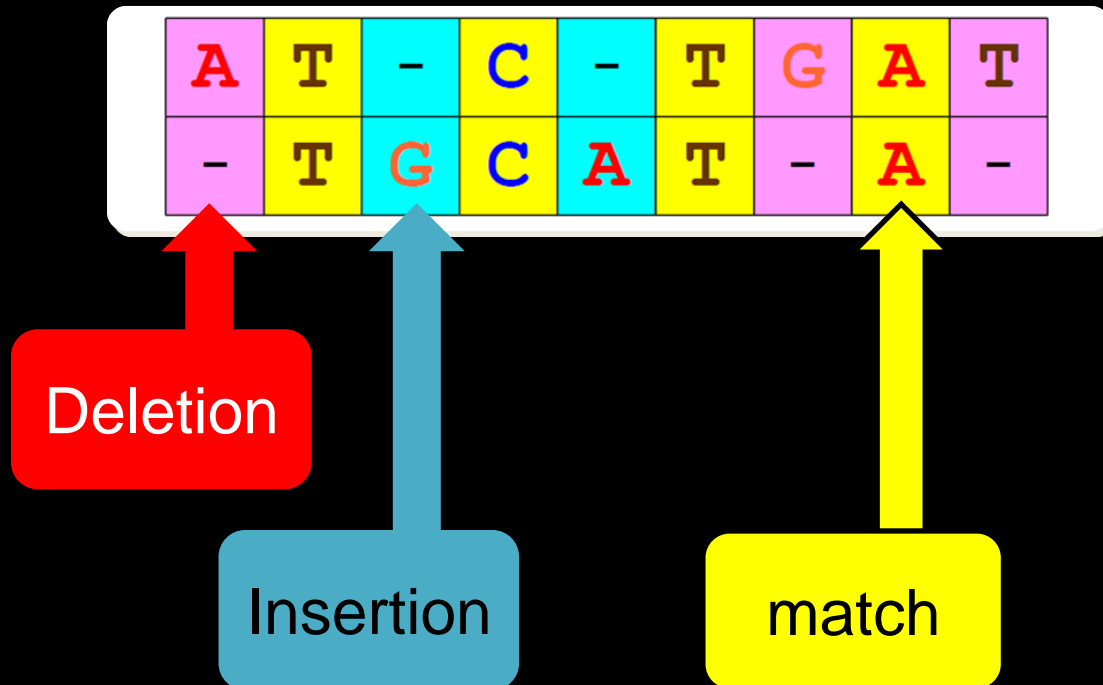 A T - C - T G A T
- T G C A T - A -
Deletion
Insertion
match